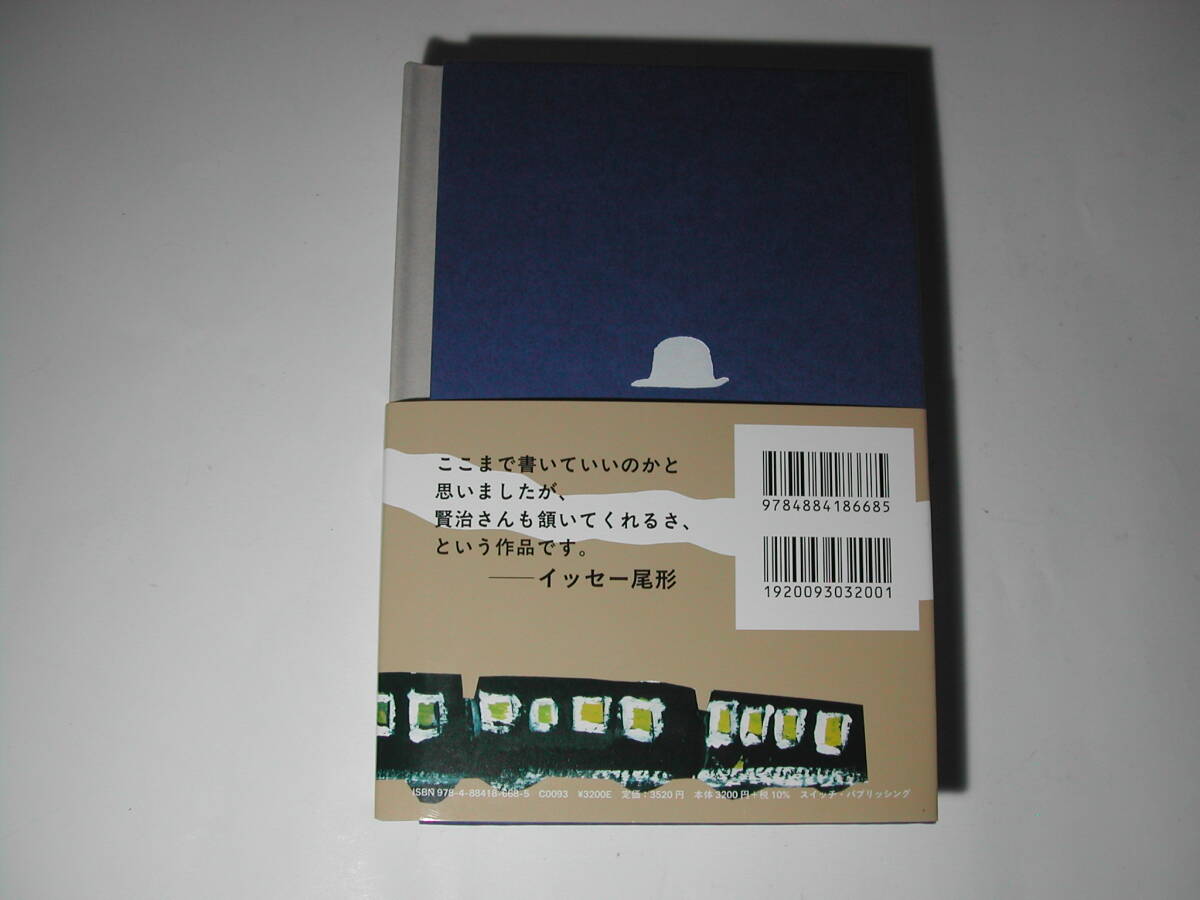 ここまで書いていいのかと
思いましたが、
賢治さんも頷いてくれるさ、
という作品です。
――イッセー尾形
9784884186685
1920093032001
ISBN 978-4-88418-668-5 C0093 ¥3200E 定価：3520円 本体3200円+税10% スイッチ・パブリッシング